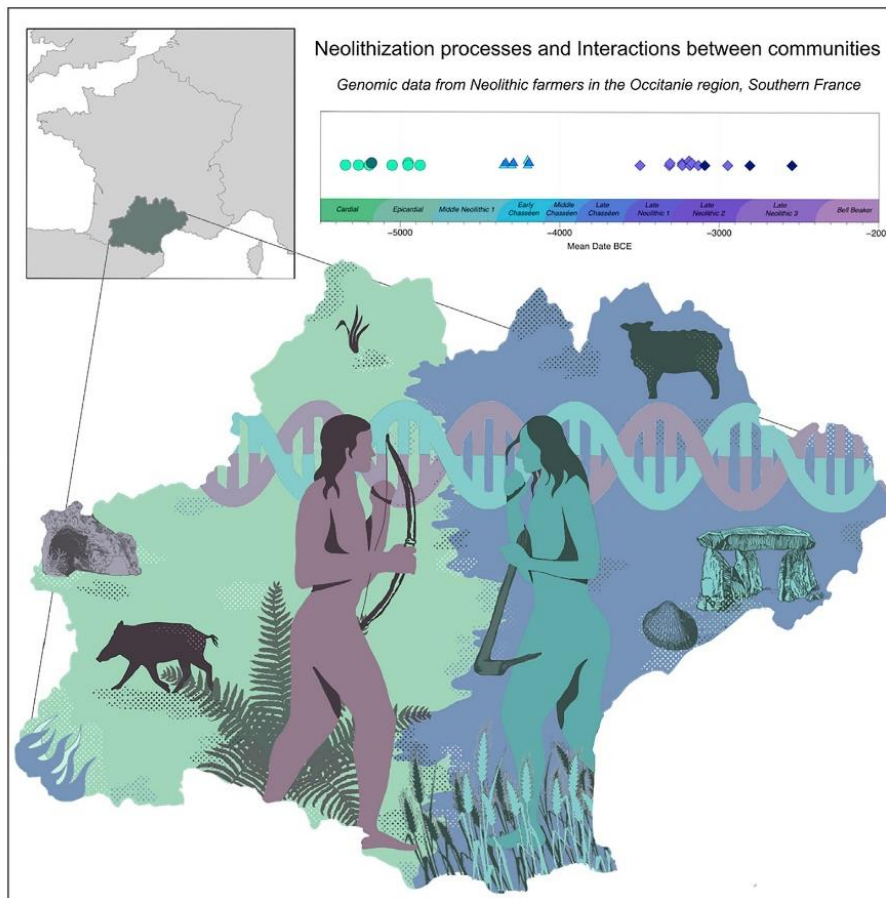 Neolithization processes and Interactions between communities
Genomic data from Neolithic farmers in the Occitanie region, Southern France
Cardial
Epicardial
Middle Neolithic 1
Early
Chasséen
Middle
Chasséen
Late
Chasséen
Late
Neolithic 1
Late
Neolithic 2
Late
Neolithic 3
Bell Beaker
−5000
−4000
−3000
−200
Mean Date BCE